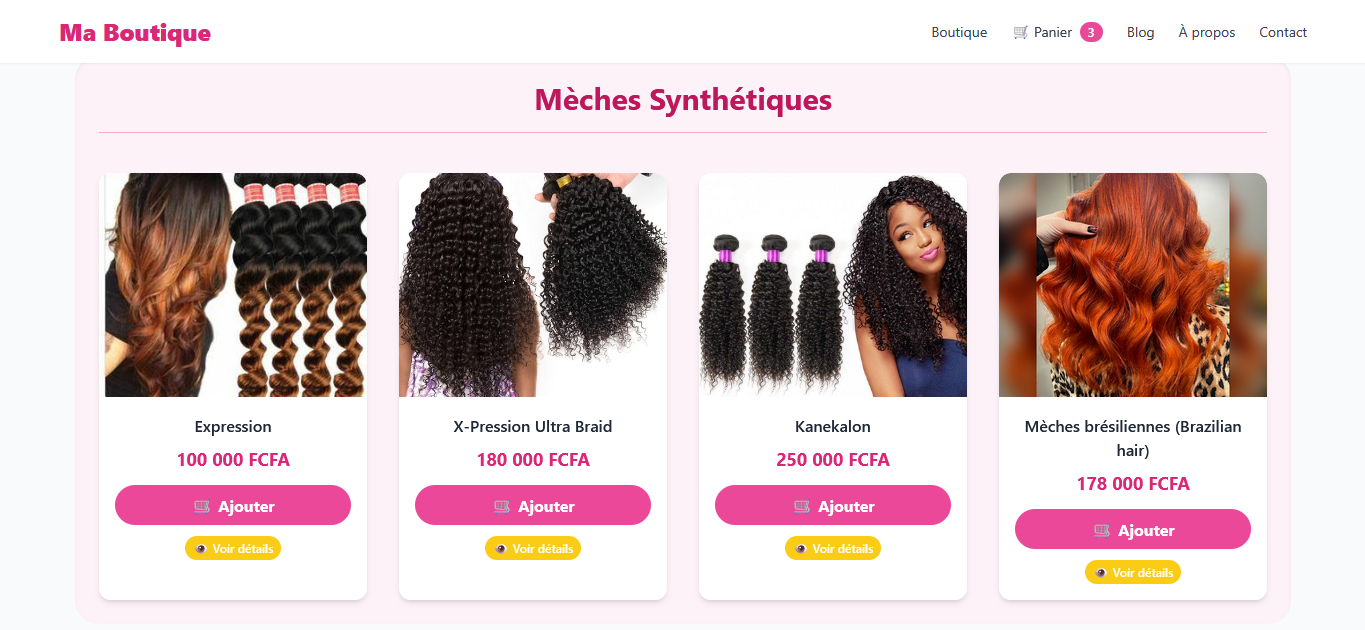 Ma Boutique
Boutique
🛒 Panier 3
Blog
À propos
Contact
Mèches Synthétiques
Expression
100 000 FCFA
Ajouter
Voir détails
X-Pression Ultra Braid
180 000 FCFA
Ajouter
Voir détails
Kanekalon
250 000 FCFA
Ajouter
Voir détails
Mèches brésiliennes (Brazilian
hair)
178 000 FCFA
Ajouter
Voir détails